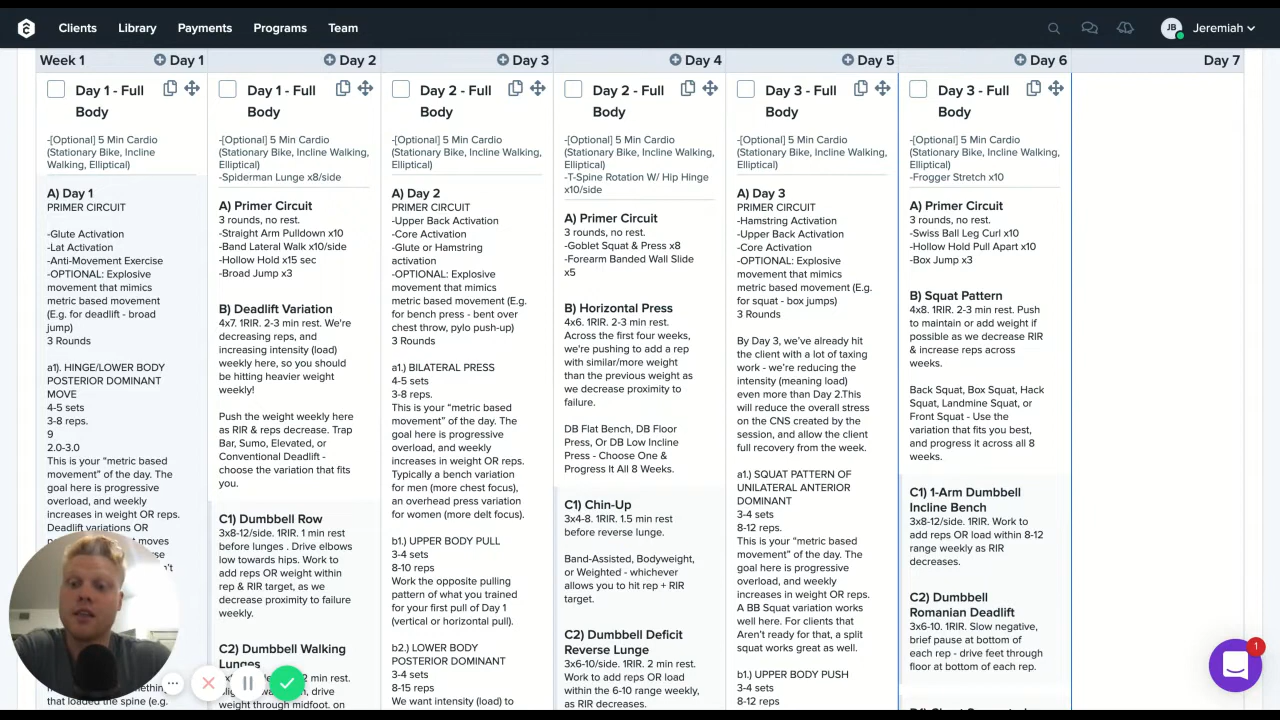 Clients Library Payments Programs Team
JB Jeremiah
Week 1 Day 1 Day 2 Day 3 Day 4 Day 5 Day 6 Day 7
Day 1 - Full
Body
-[Optional] 5 Min Cardio
(Stationary Bike, Incline
Walking, Elliptical)
A) Day 1
PRIMER CIRCUIT
-Glute Activation
-Lat Activation
-Anti-Movement Exercise
-OPTIONAL: Explosive
movement that mimics
metric based movement
(E.g. for deadlift - broad
jump)
3 Rounds
a1). HINGE/LOWER BODY
POSTERIOR DOMINANT
MOVE
4-5 sets
3-8 reps.
9
2.0-3.0
This is your “metric based
movement” of the day. The
goal here is progressive
overload, and weekly
increases in weight OR reps.
Deadlift variations OR
moves
that loaded the spine (e.g.
Day 1 - Full
Body
-[Optional] 5 Min Cardio
(Stationary Bike, Incline Walking,
Elliptical)
-Spiderman Lunge x8/side
A) Primer Circuit
3 rounds, no rest.
-Straight Arm Pulldown x10
-Band Lateral Walk x10/side
-Hollow Hold x15 sec
-Broad Jump x3
B) Deadlift Variation
4x7. 1RIR. 2-3 min rest. We're
decreasing reps, and
increasing intensity (load)
weekly here, so you should
be hitting heavier weight
weekly!
Push the weight weekly here
as RIR & reps decrease. Trap
Bar, Sumo, Elevated, or
Conventional Deadlift -
choose the variation that fits
you.
C1) Dumbbell Row
3x8-12/side. 1RIR. 1 min rest
before lunges . Drive elbows
low towards hips. Work to
add reps OR weight within
rep & RIR target, as we
decrease proximity to failure
weekly.
C2) Dumbbell Walking
Lunges
2 min rest.
drive
weight through midfoot. on
Day 2 - Full
Body
-[Optional] 5 Min Cardio
(Stationary Bike, Incline Walking,
Elliptical)
A) Day 2
PRIMER CIRCUIT
-Upper Back Activation
-Core Activation
-Glute or Hamstring
activation
-OPTIONAL: Explosive
movement that mimics
metric based movement (E.g.
for bench press - bent over
chest throw, pylo push-up)
3 Rounds
a1.) BILATERAL PRESS
4-5 sets
3-8 reps.
This is your “metric based
movement” of the day. The
goal here is progressive
overload, and weekly
increases in weight OR reps.
Typically a bench variation
for men (more chest focus),
an overhead press variation
for women (more delt focus).
b1.) UPPER BODY PULL
3-4 sets
8-10 reps
Work the opposite pulling
pattern of what you trained
for your first pull of Day 1
(vertical or horizontal pull).
b2.) LOWER BODY
POSTERIOR DOMINANT
3-4 sets
8-15 reps
We want intensity (load) to
Day 2 - Full
Body
-[Optional] 5 Min Cardio
(Stationary Bike, Incline Walking,
Elliptical)
-T-Spine Rotation W/ Hip Hinge
x10/side
A) Primer Circuit
3 rounds, no rest.
-Goblet Squat & Press x8
-Forearm Banded Wall Slide
x5
B) Horizontal Press
4x6. 1RIR. 2-3 min rest.
Across the first four weeks,
we're pushing to add a rep
with similar/more weight
than the previous weight as
we decrease proximity to
failure.
DB Flat Bench, DB Floor
Press, Or DB Low Incline
Press - Choose One &
Progress It All 8 Weeks.
C1) Chin-Up
3x4-8. 1RIR. 1.5 min rest
before reverse lunge.
Band-Assisted, Bodyweight,
or Weighted - whichever
allows you to hit rep + RIR
target.
C2) Dumbbell Deficit
Reverse Lunge
3x6-10/side. 1RIR. 2 min rest.
Work to add reps OR load
within the 6-10 range weekly,
as RIR decreases.
Day 3 - Full
Body
-[Optional] 5 Min Cardio
(Stationary Bike, Incline Walking,
Elliptical)
A) Day 3
PRIMER CIRCUIT
-Hamstring Activation
-Upper Back Activation
-Core Activation
-OPTIONAL: Explosive
movement that mimics
metric based movement (E.g.
for squat - box jumps)
3 Rounds
By Day 3, we’ve already hit
the client with a lot of taxing
work - we’re reducing the
intensity (meaning load)
even more than Day 2.This
will reduce the overall stress
on the CNS created by the
session, and allow the client
full recovery from the week.
a1.) SQUAT PATTERN OF
UNILATERAL ANTERIOR
DOMINANT
3-4 sets
8-12 reps.
This is your “metric based
movement” of the day. The
goal here is progressive
overload, and weekly
increases in weight OR reps.
A BB Squat variation works
well here. For clients that
Aren’t ready for that, a split
squat works great as well.
b1.) UPPER BODY PUSH
3-4 sets
8-12 reps
Day 3 - Full
Body
-[Optional] 5 Min Cardio
(Stationary Bike, Incline Walking,
Elliptical)
-Frogger Stretch x10
A) Primer Circuit
3 rounds, no rest.
-Swiss Ball Leg Curl x10
-Hollow Hold Pull Apart x10
-Box Jump x3
B) Squat Pattern
4x8. 1RIR. 2-3 min rest. Push
to maintain or add weight if
possible as we decrease RIR
& increase reps across
weeks.
Back Squat, Box Squat, Hack
Squat, Landmine Squat, or
Front Squat - Use the
variation that fits you best,
and progress it across all 8
weeks.
C1) 1-Arm Dumbbell
Incline Bench
3x8-12/side. 1RIR. Work to
add reps OR load within 8-12
range weekly as RIR
decreases.
C2) Dumbbell
Romanian Deadlift
3x6-10. 1RIR. Slow negative,
brief pause at bottom of
each rep - drive feet through
floor at bottom of each rep.
1